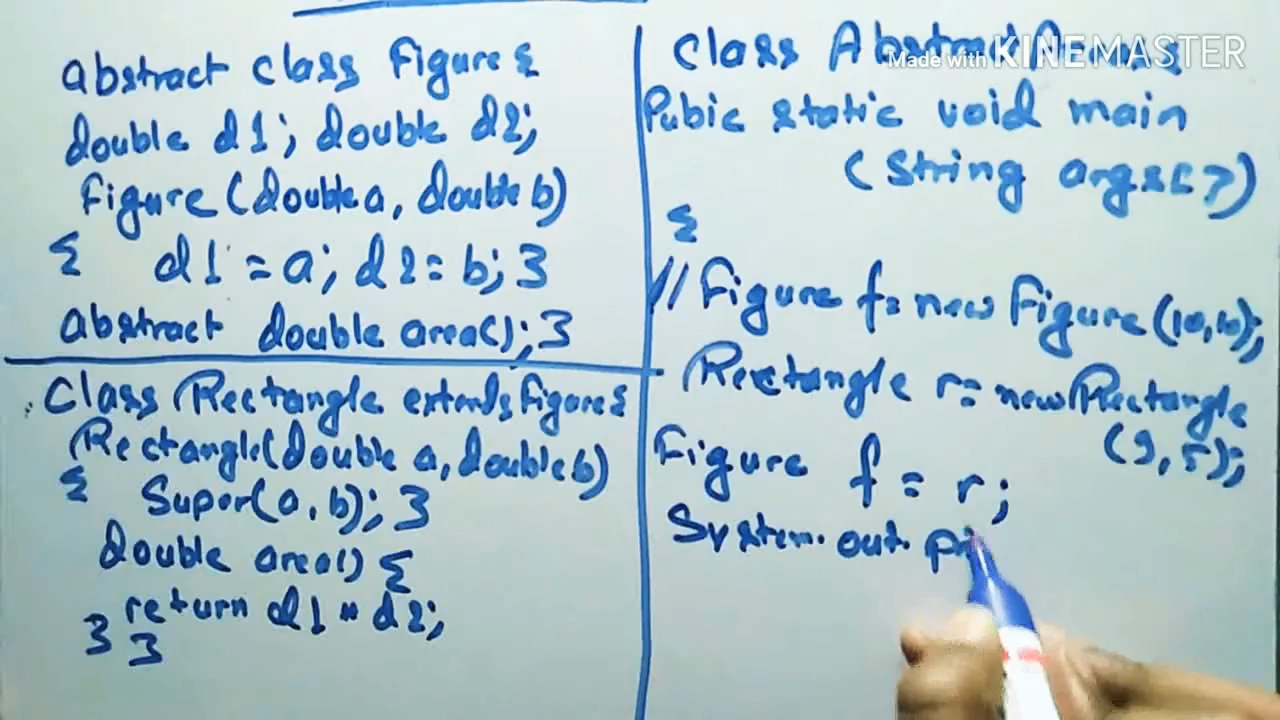 abstract class Figure {
double d1; double d2;
Figure(double a, double b)
{ d1 = a; d2 = b; }
abstract double area(); }
Class Rectangle extends Figure {
Rectangle(double a, double b)
{ Super(a, b); }
double area() {
return d1 * d2;
} }
Class Abstract
Made with KINEMASTER
Pubic static void main
(String args[])
{
// Figure f = new Figure(10,10);
Rectangle r = new Rectangle
(9,5);
Figure f = r;
System.out.pri